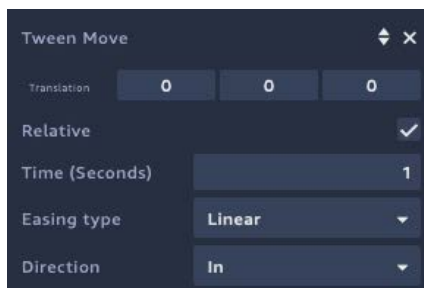 Tween Move
Translation 0 0 0
Relative
Time (Seconds) 1
Easing type Linear
Direction In